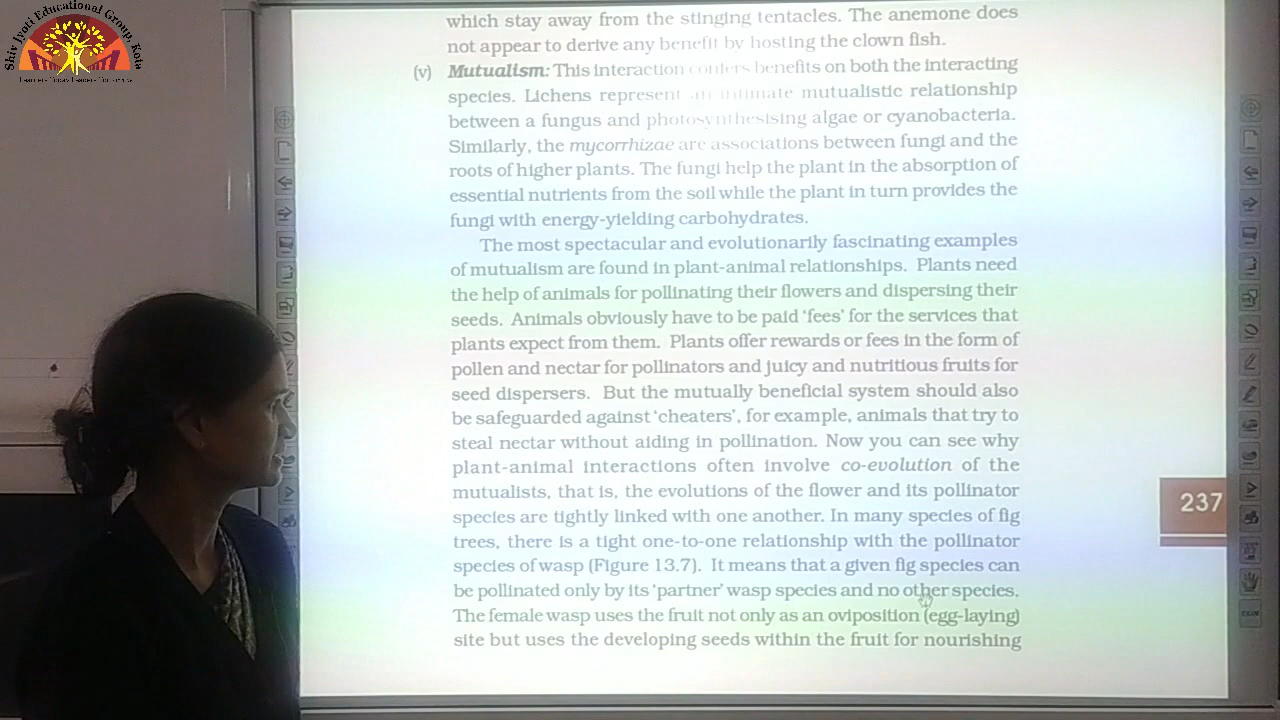 Shiv Jyoti Educational Group, Kota
which stay away from the stinging tentacles. The anemone does
not appear to derive any benefit by hosting the clown fish.
(v) Mutualism: This interaction confers benefits on both the interacting
species. Lichens represent an intimate mutualistic relationship
between a fungus and photosynthesising algae or cyanobacteria.
Similarly, the mycorrhizae are associations between fungi and the
roots of higher plants. The fungi help the plant in the absorption of
essential nutrients from the soil while the plant in turn provides the
fungi with energy-yielding carbohydrates.
The most spectacular and evolutionarily fascinating examples
of mutualism are found in plant-animal relationships. Plants need
the help of animals for pollinating their flowers and dispersing their
seeds. Animals obviously have to be paid ‘fees’ for the services that
plants expect from them. Plants offer rewards or fees in the form of
pollen and nectar for pollinators and juicy and nutritious fruits for
seed dispersers. But the mutually beneficial system should also
be safeguarded against ‘cheaters’, for example, animals that try to
steal nectar without aiding in pollination. Now you can see why
plant-animal interactions often involve co-evolution of the
mutualists, that is, the evolutions of the flower and its pollinator
species are tightly linked with one another. In many species of fig
trees, there is a tight one-to-one relationship with the pollinator
species of wasp (Figure 13.7). It means that a given fig species can
be pollinated only by its ‘partner’ wasp species and no other species.
The female wasp uses the fruit not only as an oviposition (egg-laying)
site but uses the developing seeds within the fruit for nourishing
237